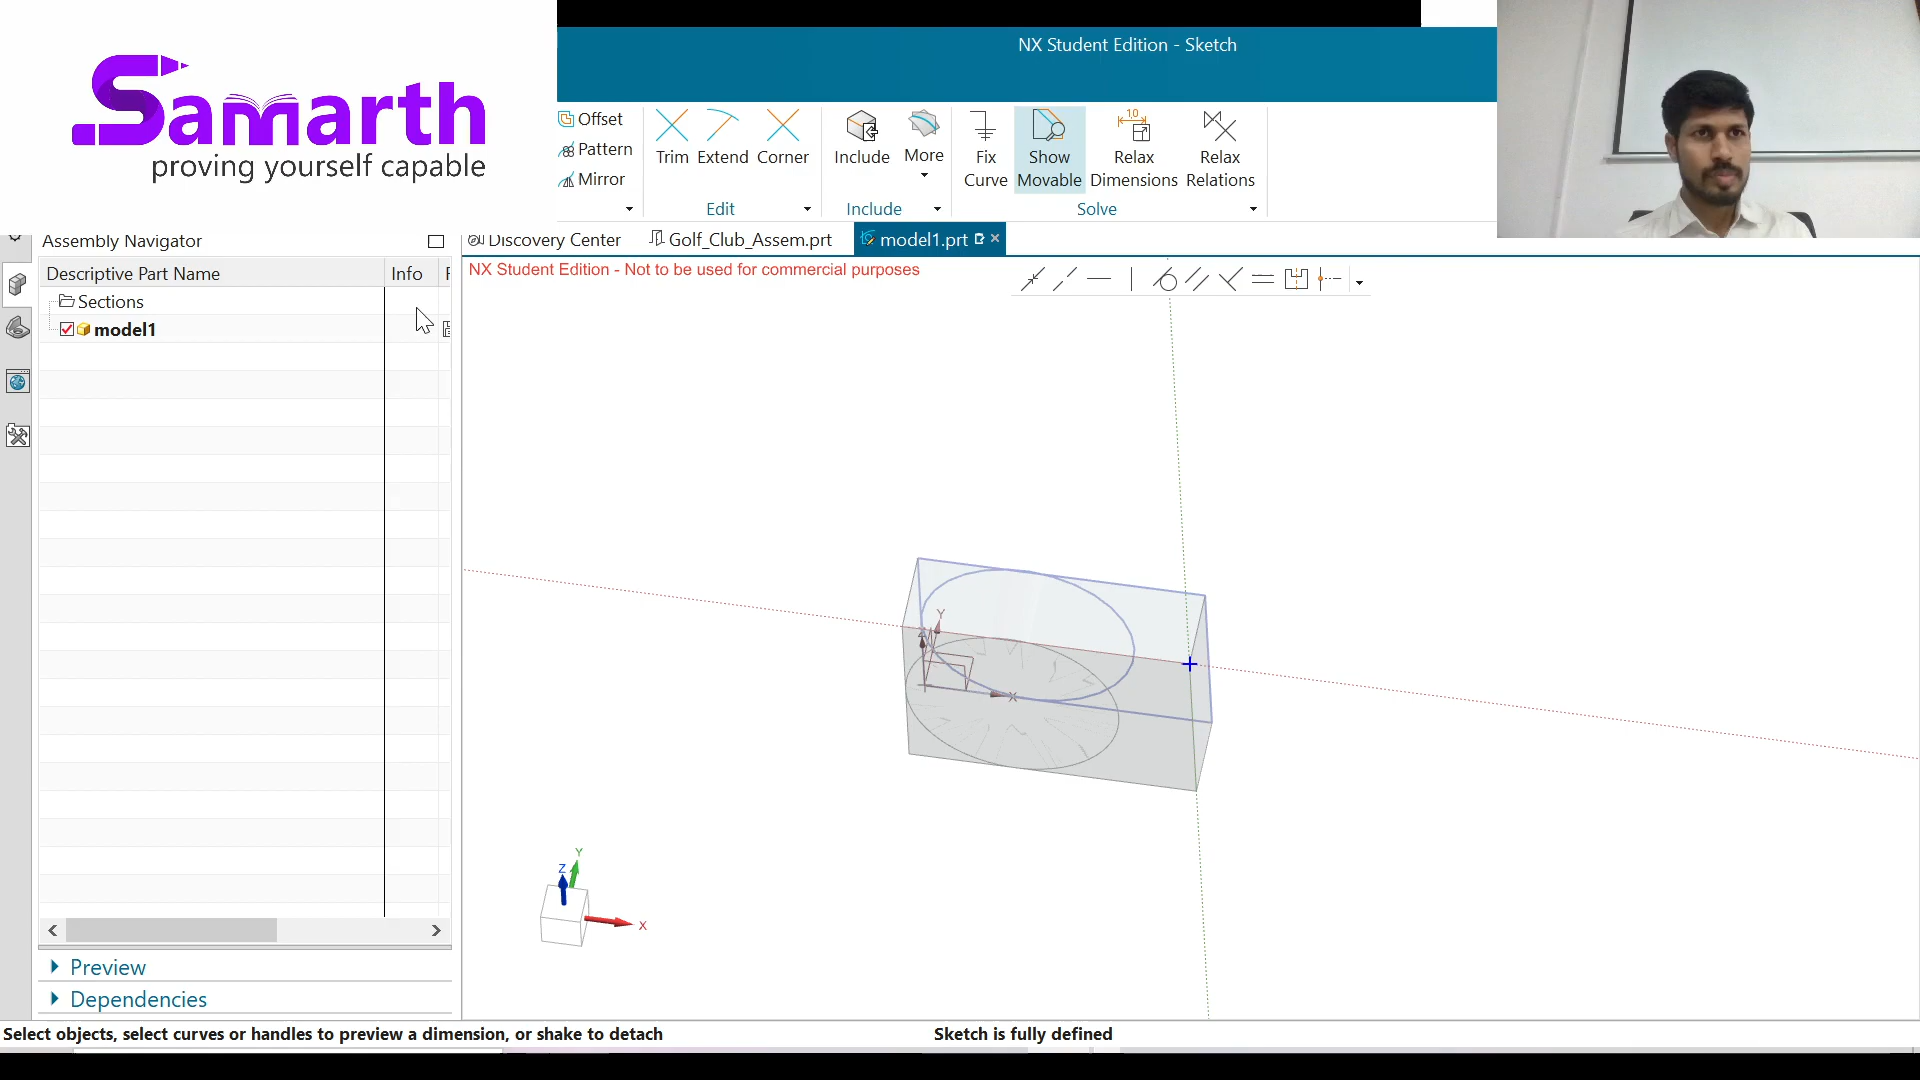 Samarth
proving yourself capable
NX Student Edition - Sketch
Offset
Pattern
Mirror
Trim
Extend
Corner
Edit
Include
More
Include
Fix
Curve
Show
Movable
1,0
Relax
Dimensions
Relax
Relations
Solve
Assembly Navigator
Discovery Center
Golf_Club_Assem.prt
model1.prt
Descriptive Part Name
Info
NX Student Edition - Not to be used for commercial purposes
Sections
model1
Y
Z
X
Y
Z
X
Preview
Dependencies
Select objects, select curves or handles to preview a dimension, or shake to detach
Sketch is fully defined